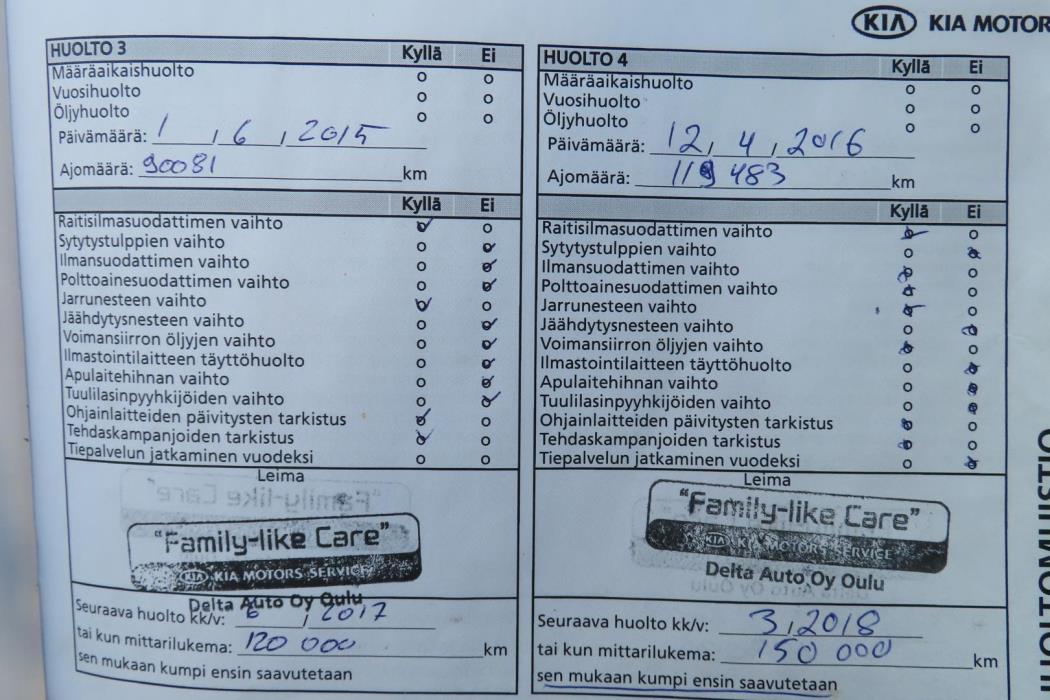 KIA KIA MOTOR
HUOLTO 3 Kyllä Ei
Määräaikaishuolto
Vuosihuolto
Öljyhuolto
Päivämäärä: 1 , 6 , 2015
Ajomäärä: 90081 km
Kyllä Ei
Raitisilmasuodattimen vaihto
Sytytystulppien vaihto
Ilmansuodattimen vaihto
Polttoainesuodattimen vaihto
Jarrunesteen vaihto
Jäähdytysnesteen vaihto
Voimansiirron öljyjen vaihto
Ilmastointilaitteen täyttöhuolto
Apulaitehihnan vaihto
Tuulilasinpyyhkijöiden vaihto
Ohjainlaitteiden päivitysten tarkistus
Tehdaskampanjoiden tarkistus
Tiepalvelun jatkaminen vuodeksi
Leima
"Family-like Care"
KIA KIA MOTORS SERVICE
Delta Auto Oy Oulu
Seuraava huolto kk/v: 6 , 2017
tai kun mittarilukema: 120 000 km
sen mukaan kumpi ensin saavutetaan
HUOLTO 4 Kyllä Ei
Määräaikaishuolto
Vuosihuolto
Öljyhuolto
Päivämäärä: 12, 4 , 2016
Ajomäärä: 119 483 km
Kyllä Ei
Raitisilmasuodattimen vaihto
Sytytystulppien vaihto
Ilmansuodattimen vaihto
Polttoainesuodattimen vaihto
Jarrunesteen vaihto
Jäähdytysnesteen vaihto
Voimansiirron öljyjen vaihto
Ilmastointilaitteen täyttöhuolto
Apulaitehihnan vaihto
Tuulilasinpyyhkijöiden vaihto
Ohjainlaitteiden päivitysten tarkistus
Tehdaskampanjoiden tarkistus
Tiepalvelun jatkaminen vuodeksi
Leima
"Family-like Care"
KIA KIA MOTORS SERVICE
Delta Auto Oy Oulu
Seuraava huolto kk/v: 3 , 2018
tai kun mittarilukema: 150 000 km
sen mukaan kumpi ensin saavutetaan
HUOLTOMUISTIO